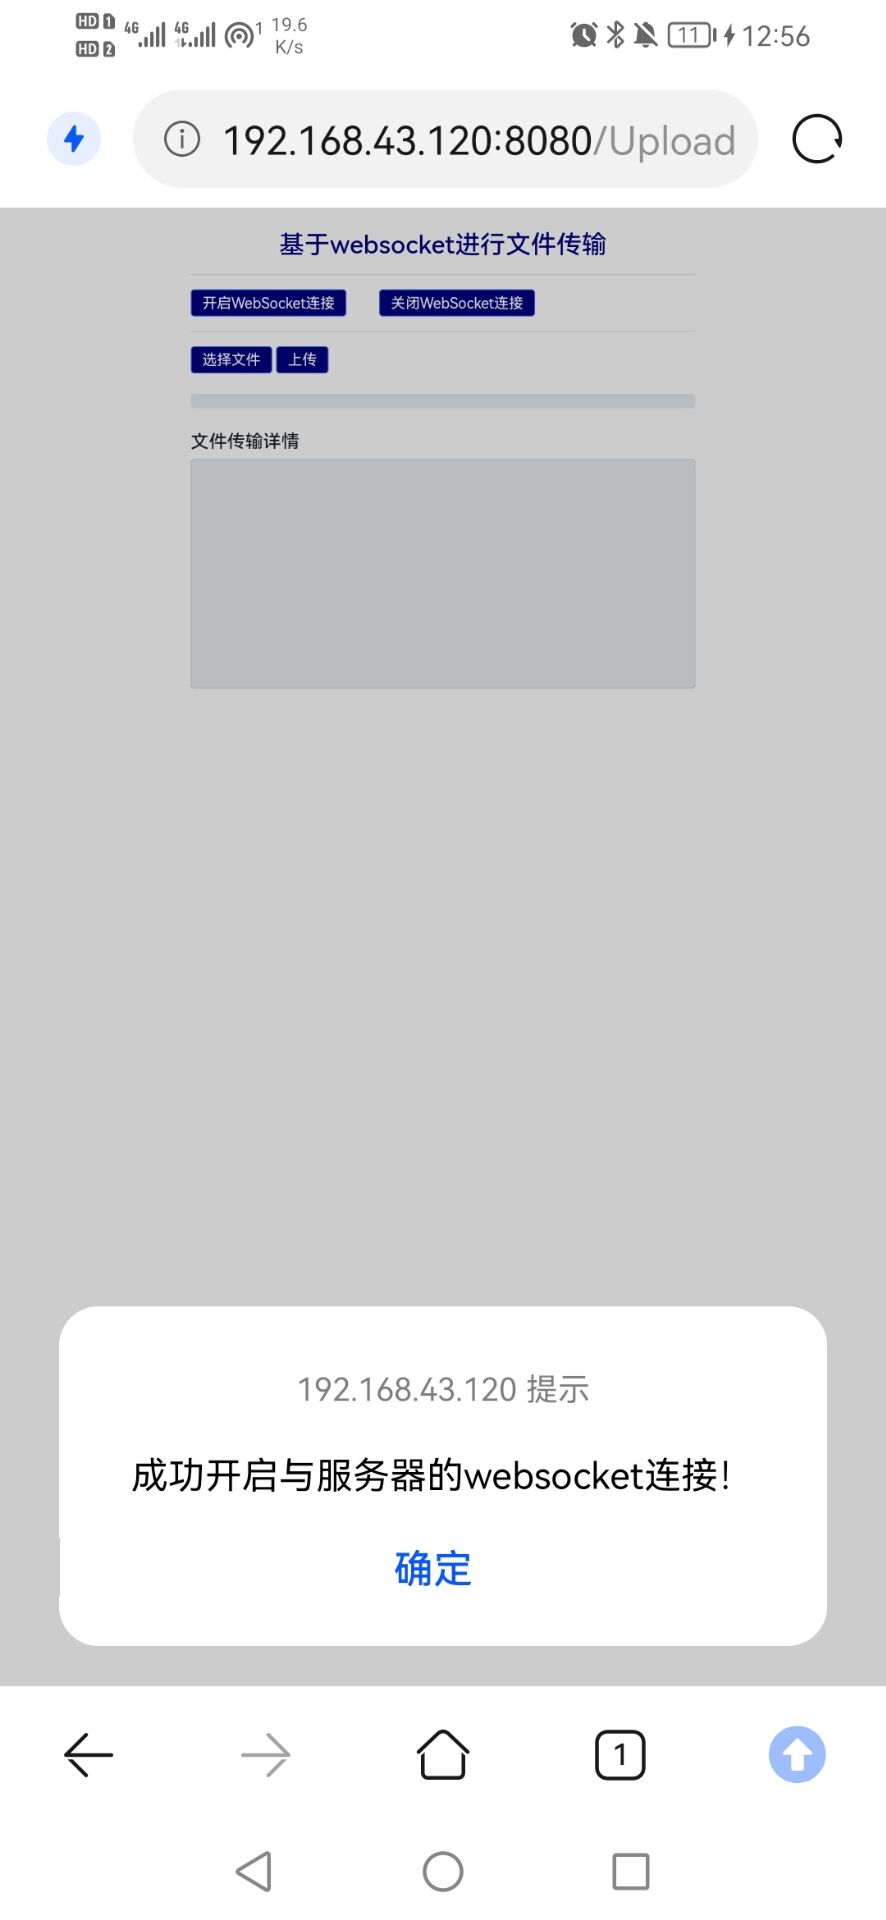 HD 1 4G 4G 1 19.6
HD 2 K/s
11 12:56
192.168.43.120:8080/Upload
基于websocket进行文件传输
开启WebSocket连接 关闭WebSocket连接
选择文件 上传
文件传输详情
192.168.43.120 提示
成功开启与服务器的websocket连接!
确定
1